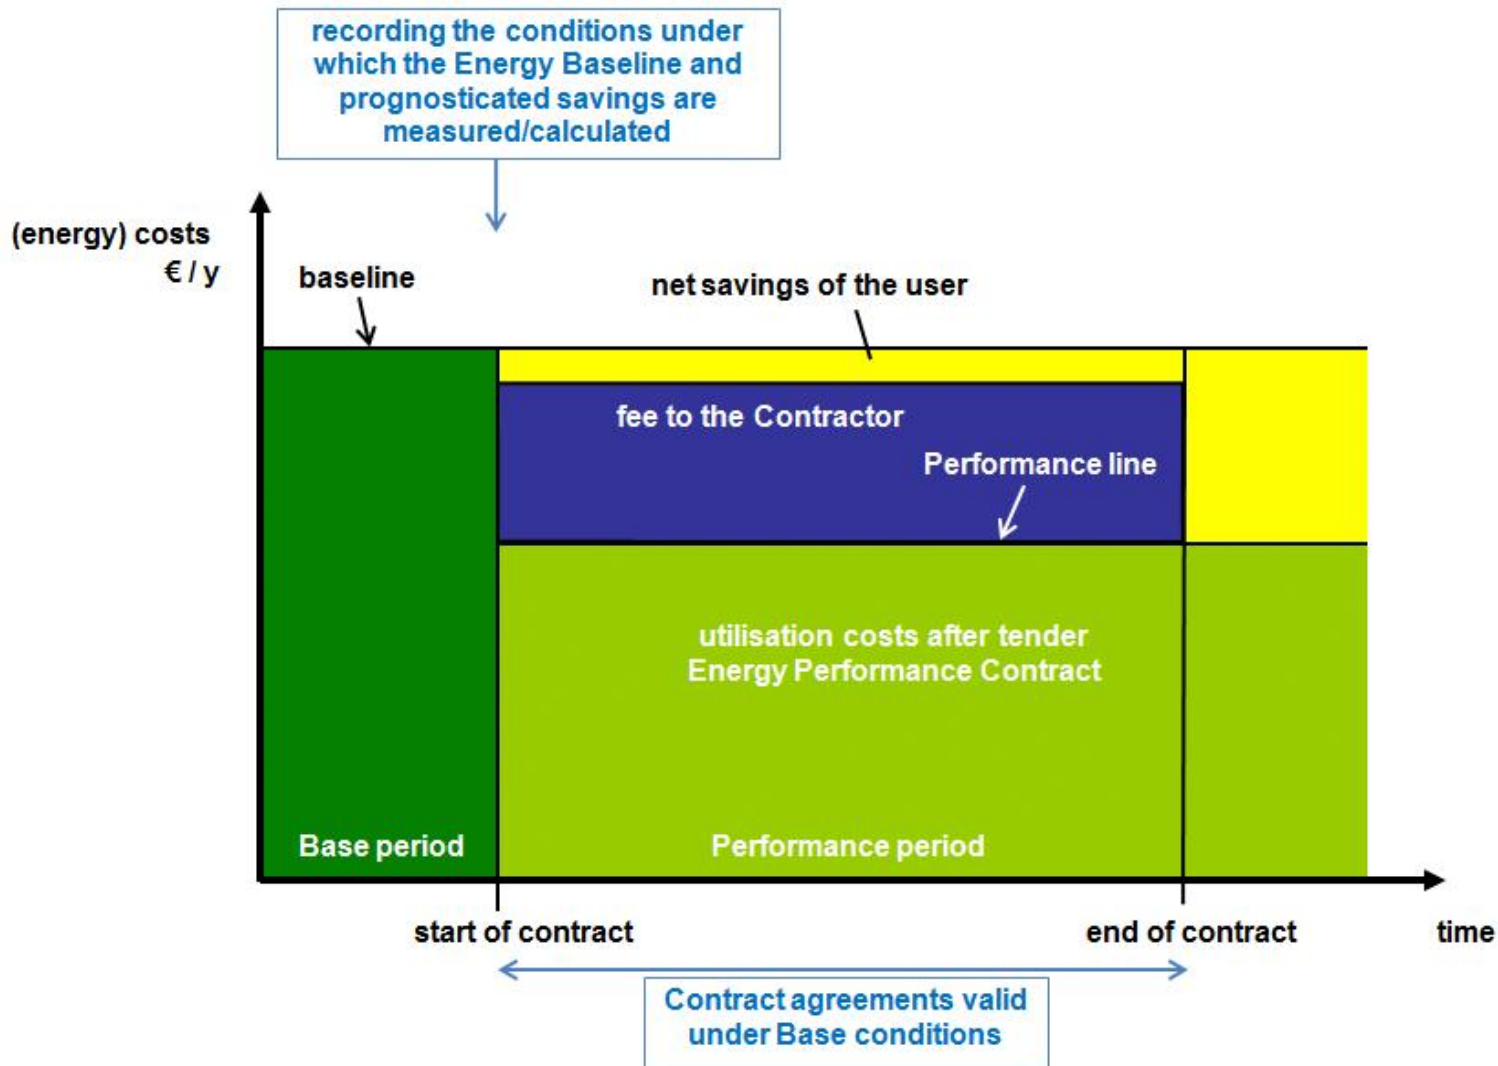 recording the conditions under
which the Energy Baseline and
prognosticated savings are
measured/calculated
(energy) costs
€ / y
baseline
net savings of the user
fee to the Contractor
Performance line
utilisation costs after tender
Energy Performance Contract
Base period
Performance period
start of contract
end of contract
time
Contract agreements valid
under Base conditions